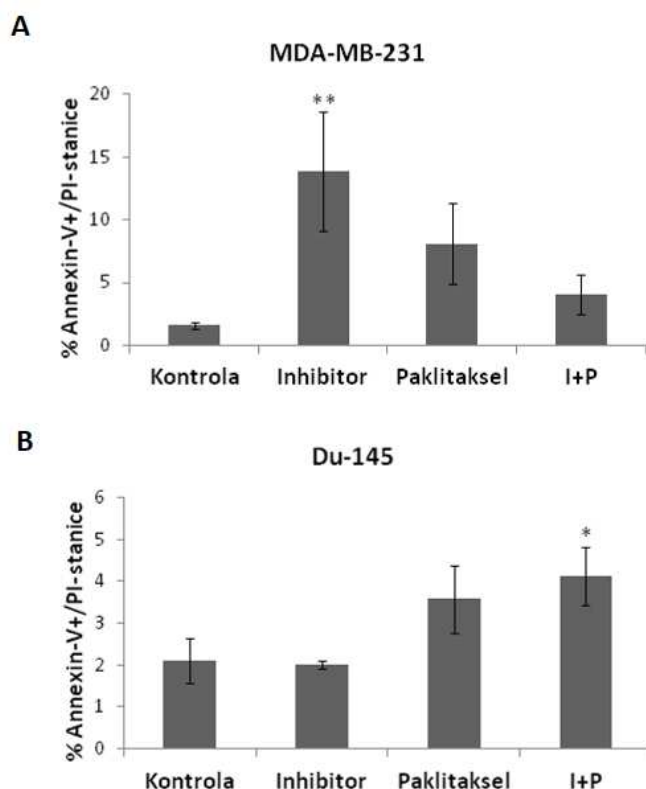 A
MDA-MB-231
% Annexin-V+/PI-stanice
20
15
10
5
0
**
Kontrola Inhibitor Paklitaksel I+P
B
Du-145
% Annexin-V+/PI-stanice
6
5
4
3
2
1
0
*
Kontrola Inhibitor Paklitaksel I+P